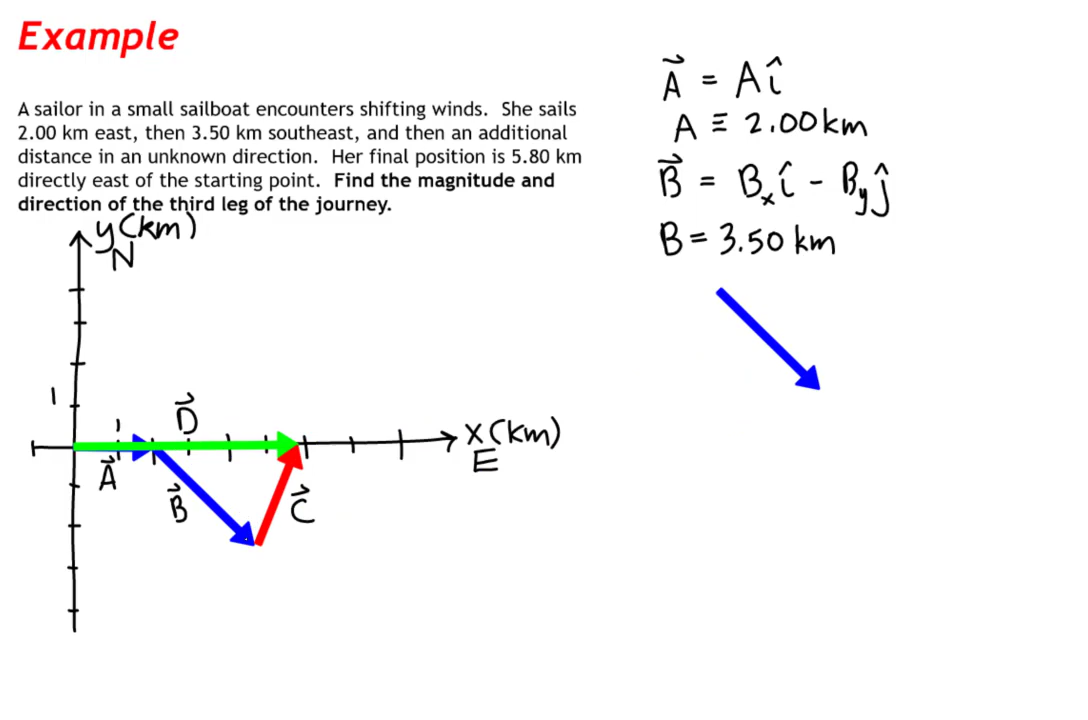 Example
A sailor in a small sailboat encounters shifting winds.  She sails
2.00 km east, then 3.50 km southeast, and then an additional
distance in an unknown direction.  Her final position is 5.80 km
directly east of the starting point.  Find the magnitude and
direction of the third leg of the journey.
y(km)
N
1
1
D⃗
x(km)
E
A⃗
B⃗
C⃗
A⃗ = Aî
A ≡ 2.00km
B⃗ = Bₓî - B_yĵ
B = 3.50 km